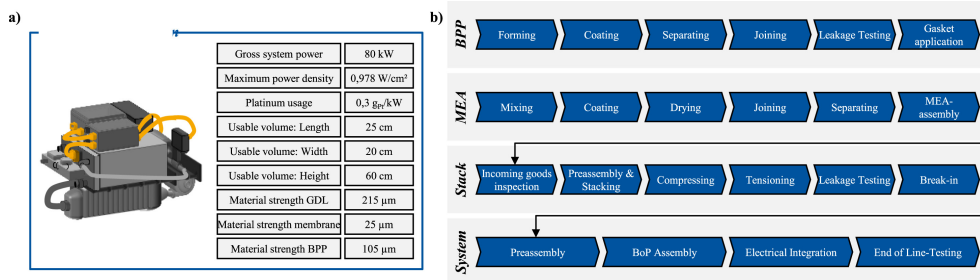 a)
Gross system power 80 kW
Maximum power density 0,978 W/cm²
Platinum usage 0,3 gPt/kW
Usable volume: Length 25 cm
Usable volume: Width 20 cm
Usable volume: Height 60 cm
Material strength GDL 215 µm
Material strength membrane 25 µm
Material strength BPP 105 µm
b)
BPP
Forming
Coating
Separating
Joining
Leakage Testing
Gasket
application
MEA
Mixing
Coating
Drying
Joining
Separating
MEA-
assembly
Stack
Incoming goods
inspection
Preassembly &
Stacking
Compressing
Tensioning
Leakage Testing
Break-in
System
Preassembly
BoP Assembly
Electrical Integration
End of Line-Testing